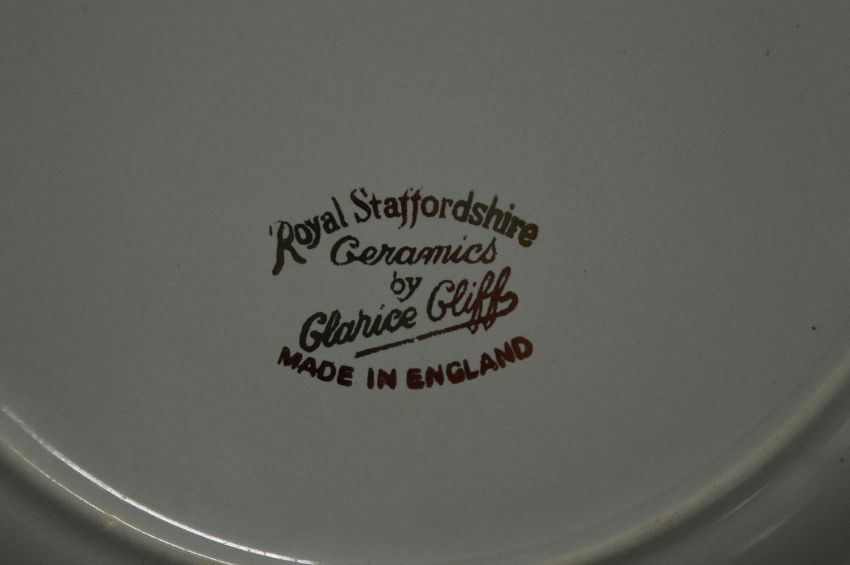 Royal Staffordshire
Ceramics
by
Clarice Cliff
MADE IN ENGLAND